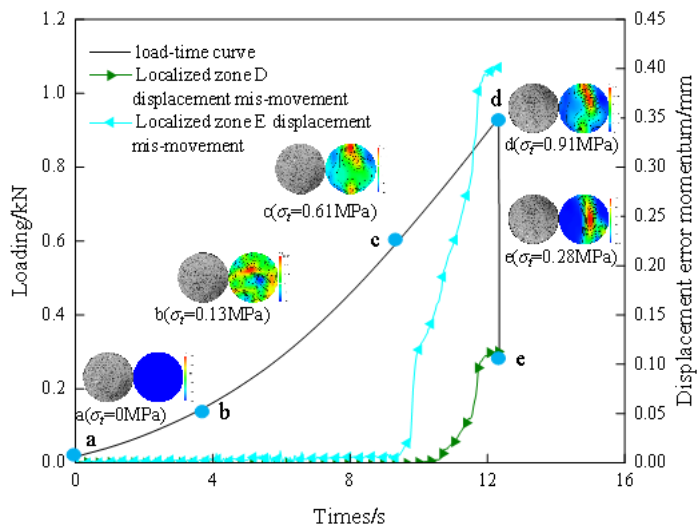 load-time curve
Localized zone D
displacement mis-movement
Localized zone E displacement
mis-movement
d
d(σt=0.91MPa)
c(σt=0.61MPa)
c
e(σt=0.28MPa)
b(σt=0.13MPa)
e
a(σt=0MPa)
b
a
Loading/kN
1.2
1.0
0.8
0.6
0.4
0.2
0.0
Displacement error momentum/mm
0.45
0.40
0.35
0.30
0.25
0.20
0.15
0.10
0.05
0.00
0 4 8 12 16
Times/s